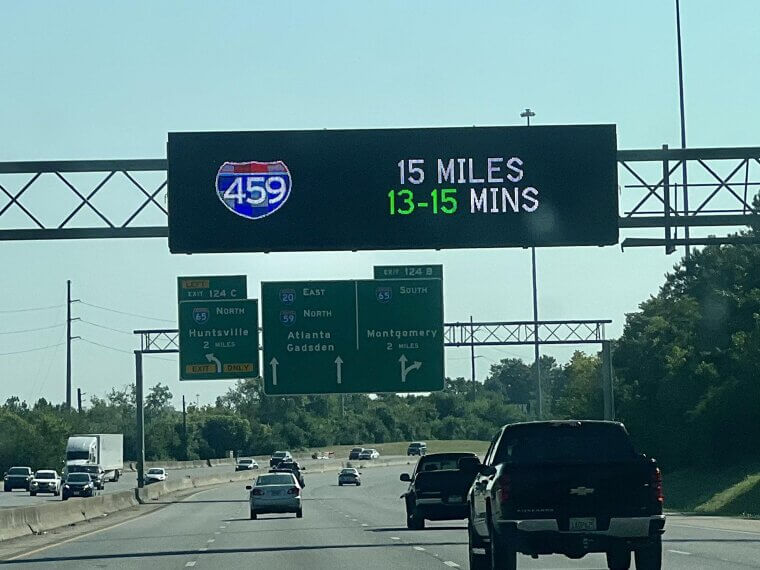 459
15 MILES
13-15 MINS
LEFT
EXIT 124 C
65 NORTH
Huntsville
2 MILES
EXIT ONLY
20 EAST
59 NORTH
Atlanta
Gadsden
EXIT 124 B
65 SOUTH
Montgomery
2 MILES